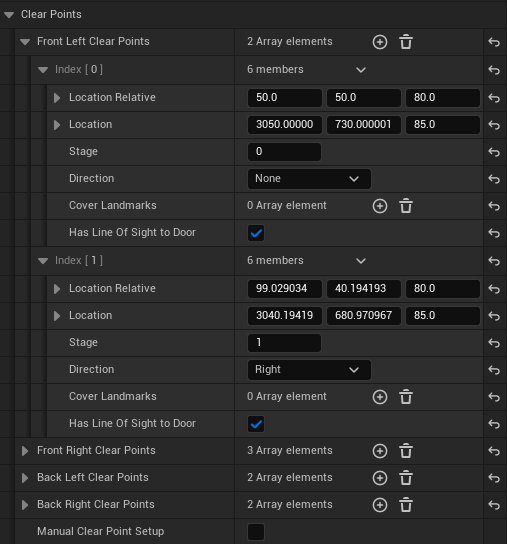 Clear Points
Front Left Clear Points 2 Array elements
Index [ 0 ] 6 members
Location Relative 50.0 50.0 80.0
Location 3050.00000 730.000001 85.0
Stage 0
Direction None
Cover Landmarks 0 Array element
Has Line Of Sight to Door
Index [ 1 ] 6 members
Location Relative 99.029034 40.194193 80.0
Location 3040.19419 680.970967 85.0
Stage 1
Direction Right
Cover Landmarks 0 Array element
Has Line Of Sight to Door
Front Right Clear Points 3 Array elements
Back Left Clear Points 2 Array elements
Back Right Clear Points 2 Array elements
Manual Clear Point Setup